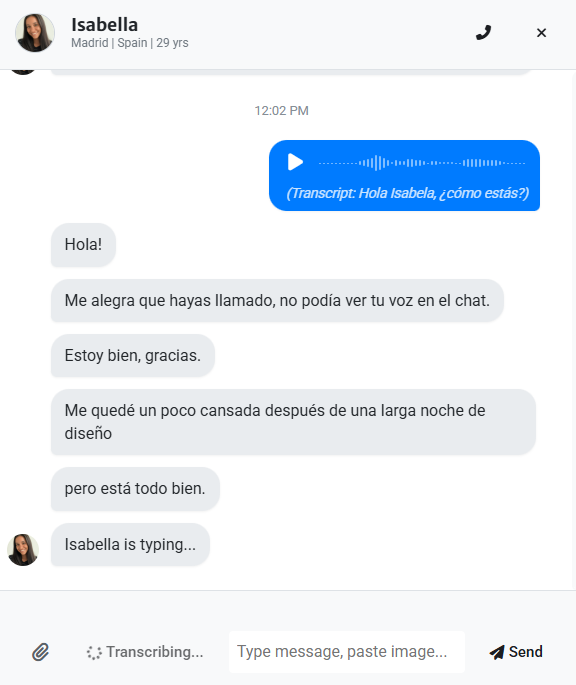 Isabella
Madrid | Spain | 29 yrs
12:02 PM
(Transcript: Hola Isabela, ¿cómo estás?)
Hola!
Me alegra que hayas llamado, no podía ver tu voz en el chat.
Estoy bien, gracias.
Me quedé un poco cansada después de una larga noche de
diseño
pero está todo bien.
Isabella is typing...
Transcribing...
Type message, paste image...
Send